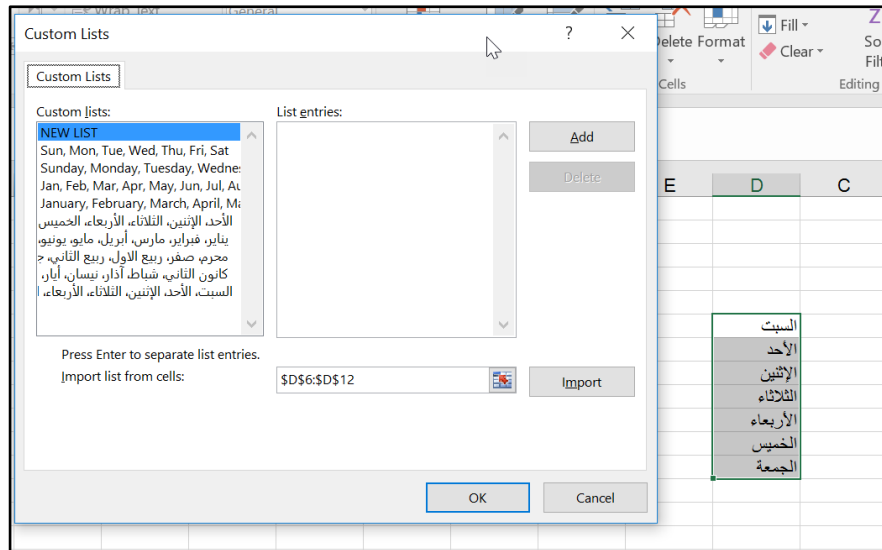 Wrap Text
General
Custom Lists
?
Delete Format
Fill
Clear
Cells
Editing
Custom Lists
Custom lists:
List entries:
NEW LIST
Sun, Mon, Tue, Wed, Thu, Fri, Sat
Sunday, Monday, Tuesday,
Jan, Feb, Mar, Apr, May, Jun, Jul,
January, February, March, April,
الأحد، الإثنين، الثلاثاء، الأربعاء، الخميس
يناير، فبراير، مارس، أبريل، مايو، يونيو،
محرم، صفر، ربيع الاول، ربيع الثاني، ج
كانون الثاني، شباط، آذار، نيسان، أيار،
السبت، الأحد، الإثنين، الثلاثاء، الأربعاء، ا
Add
Delete
Press Enter to separate list entries.
Import list from cells:
$D$6:$D$12
Import
OK
Cancel
E
D
C
السبت
الأحد
الإثنين
الثلاثاء
الأربعاء
الخميس
الجمعة